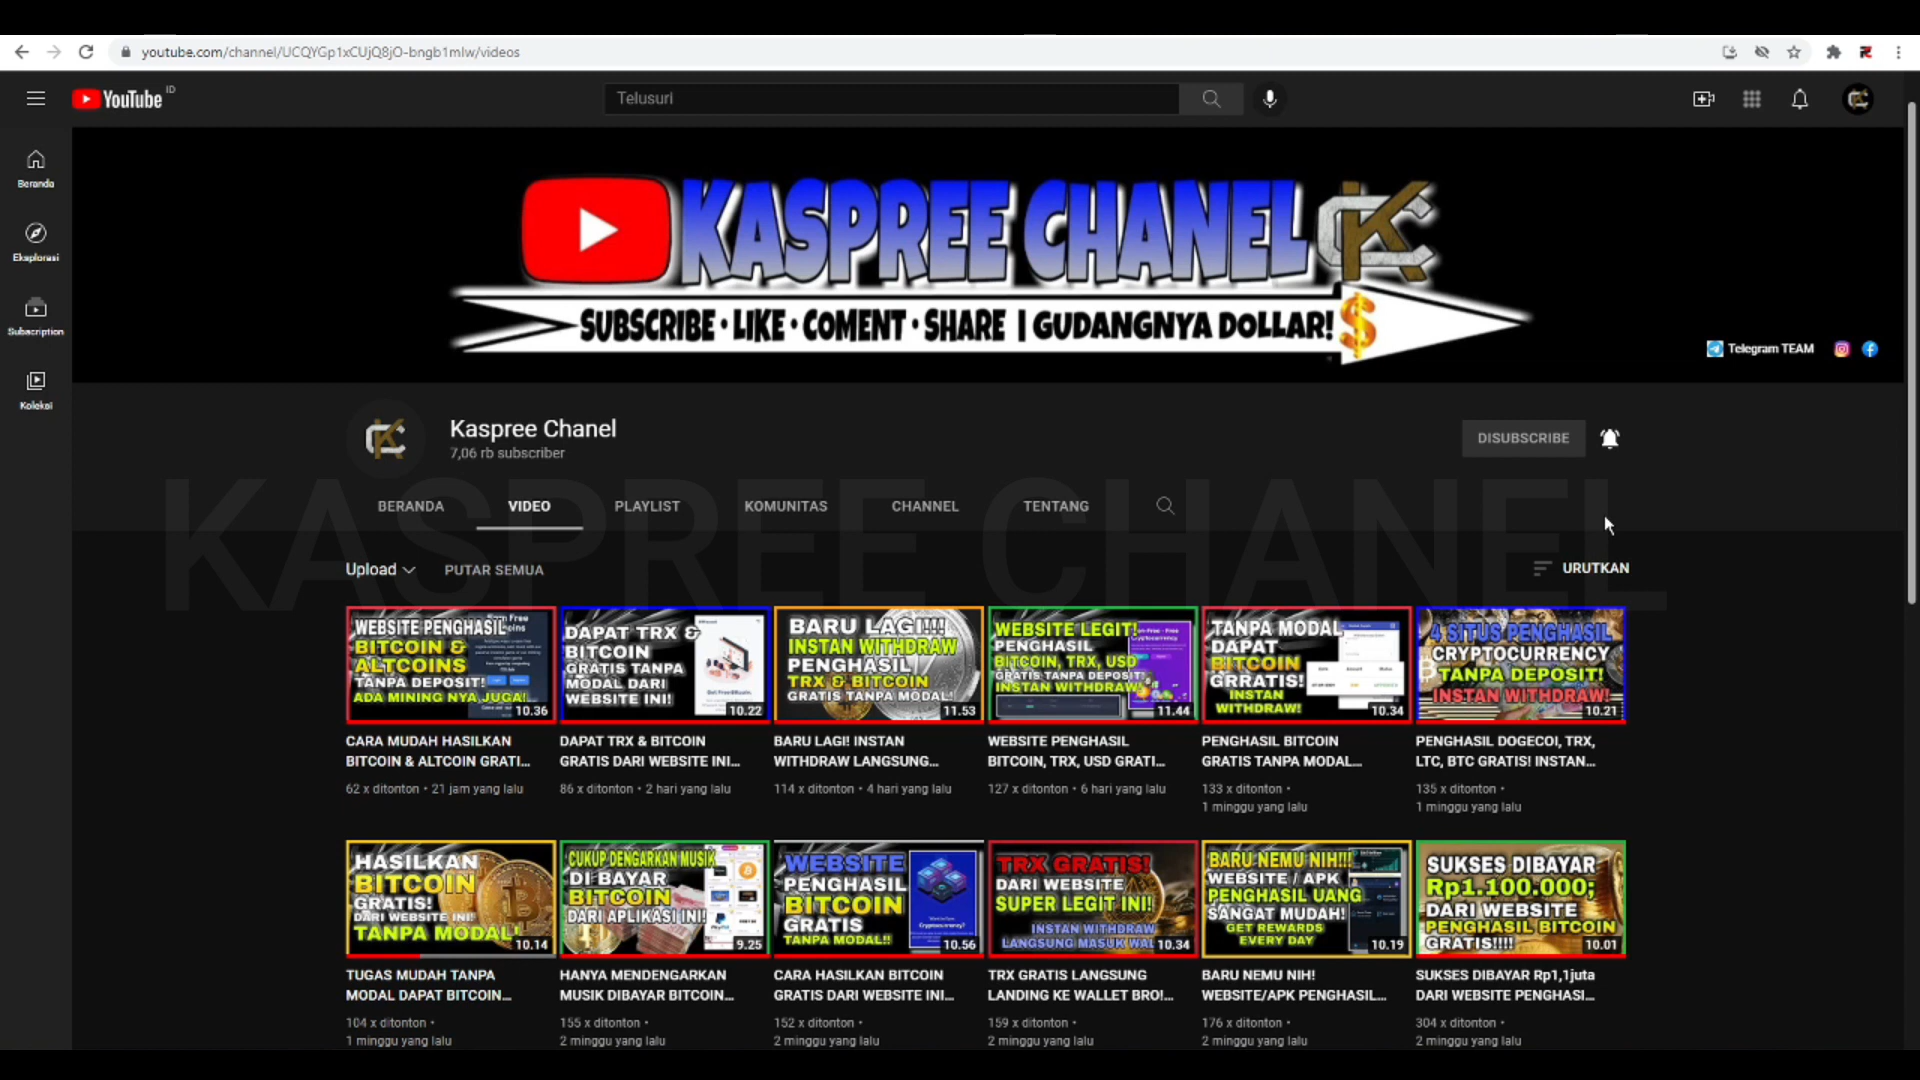 youtube.com/channel/UCQYGp1xCUjQ8jO-bngb1mlw/videos
YouTube ID
Telusuri
Beranda
Eksplorasi
Subscription
Koleksi
KASPREE CHANEL
SUBSCRIBE • LIKE • COMENT • SHARE | GUDANGNYA DOLLAR!
Telegram TEAM
Kaspree Chanel
7,06 rb subscriber
DISUBSCRIBE
KASPREE CHANEL
BERANDA VIDEO PLAYLIST KOMUNITAS CHANNEL TENTANG
Upload PUTAR SEMUA URUTKAN
WEBSITE PENGHASIL
BITCOIN &
ALTCOINS
TANPA DEPOSIT!
ADA MINING NYA JUGA!
10.36
DAPAT TRX &
BITCOIN
GRATIS TANPA
MODAL DARI
WEBSITE INI!
10.22
BARU LAGI!!!
INSTAN WITHDRAW
PENGHASIL
TRX & BITCOIN
GRATIS TANPA MODAL!
11.53
WEBSITE LEGIT!
PENGHASIL
BITCOIN, TRX, USD
GRATIS TANPA DEPOSIT!
INSTAN WITHDRAW!
11.44
TANPA MODAL
DAPAT
BITCOIN
GRRATIS!
INSTAN
WITHDRAW!
10.34
4 SITUS PENGHASIL
CRYPTOCURRENCY
TANPA DEPOSIT!
INSTAN WITHDRAW!
10.21
CARA MUDAH HASILKAN
BITCOIN & ALTCOIN GRATI...
62 x ditonton • 21 jam yang lalu
DAPAT TRX & BITCOIN
GRATIS DARI WEBSITE INI...
86 x ditonton • 2 hari yang lalu
BARU LAGI! INSTAN
WITHDRAW LANGSUNG...
114 x ditonton • 4 hari yang lalu
WEBSITE PENGHASIL
BITCOIN, TRX, USD GRATI...
127 x ditonton • 6 hari yang lalu
PENGHASIL BITCOIN
GRATIS TANPA MODAL...
133 x ditonton •
1 minggu yang lalu
PENGHASIL DOGECOI, TRX,
LTC, BTC GRATIS! INSTAN...
135 x ditonton •
1 minggu yang lalu
HASILKAN
BITCOIN
GRATIS!
DARI WEBSITE INI!
TANPA MODAL!
10.14
CUKUP DENGARKAN MUSIK
DI BAYAR
BITCOIN
DARI APLIKASI INI!
9.25
WEBSITE
PENGHASIL
BITCOIN
GRATIS
TANPA MODAL!!
10.56
TRX GRATIS!
DARI WEBSITE
SUPER LEGIT INI!
INSTAN WITHDRAW
LANGSUNG MASUK WAL
10.34
BARU NEMU NIH!!!
WEBSITE / APK
PENGHASIL UANG
SANGAT MUDAH!
GET REWARDS
EVERY DAY
10.19
SUKSES DIBAYAR
Rp1.100.000;
DARI WEBSITE
PENGHASIL BITCOIN
GRATIS!!!!
10.01
TUGAS MUDAH TANPA
MODAL DAPAT BITCOIN...
104 x ditonton •
1 minggu yang lalu
HANYA MENDENGARKAN
MUSIK DIBAYAR BITCOIN...
155 x ditonton •
2 minggu yang lalu
CARA HASILKAN BITCOIN
GRATIS DARI WEBSITE INI...
152 x ditonton •
2 minggu yang lalu
TRX GRATIS LANGSUNG
LANDING KE WALLET BRO!...
159 x ditonton •
2 minggu yang lalu
BARU NEMU NIH!
WEBSITE/APK PENGHASIL...
176 x ditonton •
2 minggu yang lalu
SUKSES DIBAYAR Rp1,1juta
DARI WEBSITE PENGHASI...
304 x ditonton •
2 minggu yang lalu